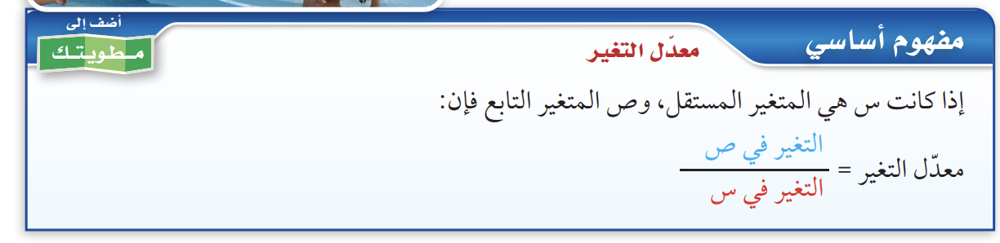 مفهوم أساسي
معدّل التغير
أضف إلى
مـطويـتـك
إذا كانت س هي المتغير المستقل، وص المتغير التابع فإن:
معدّل التغير = التغير في ص
التغير في س